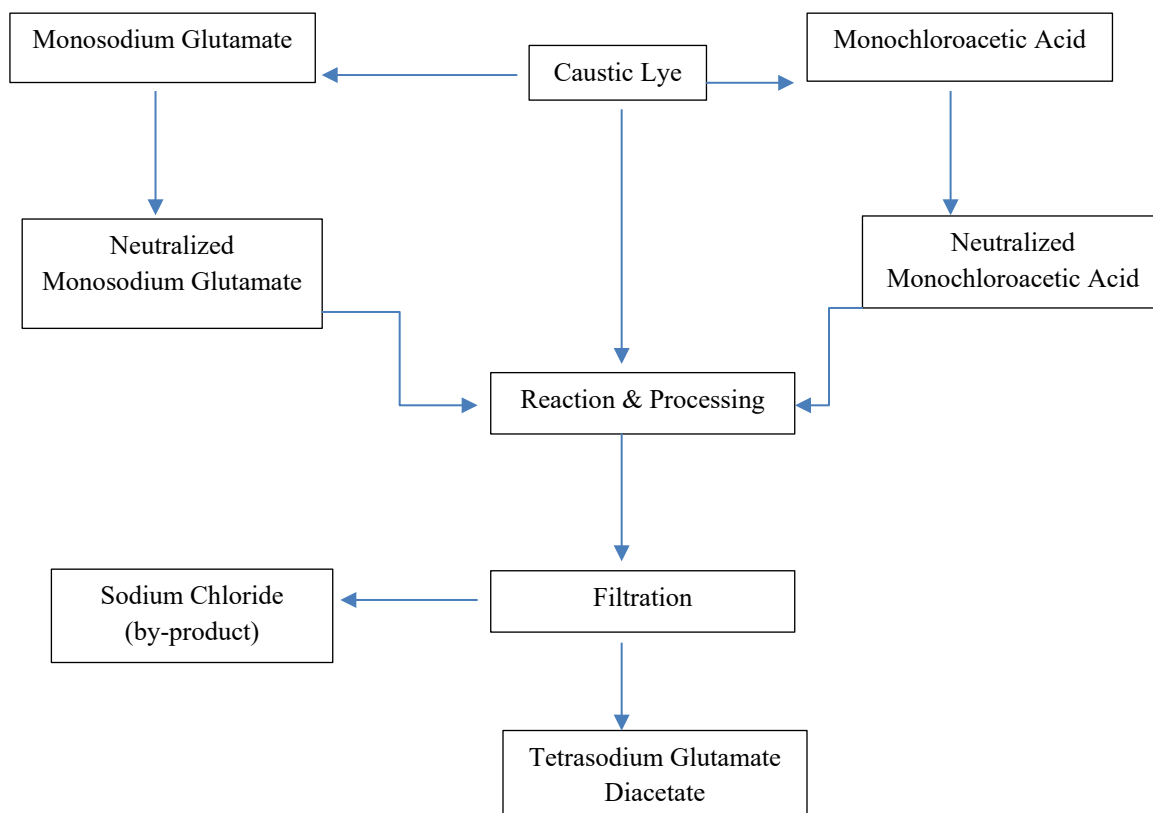 Monosodium Glutamate
Caustic Lye
Monochloroacetic Acid
Neutralized
Monosodium Glutamate
Neutralized
Monochloroacetic Acid
Reaction & Processing
Sodium Chloride
(by-product)
Filtration
Tetrasodium Glutamate
Diacetate